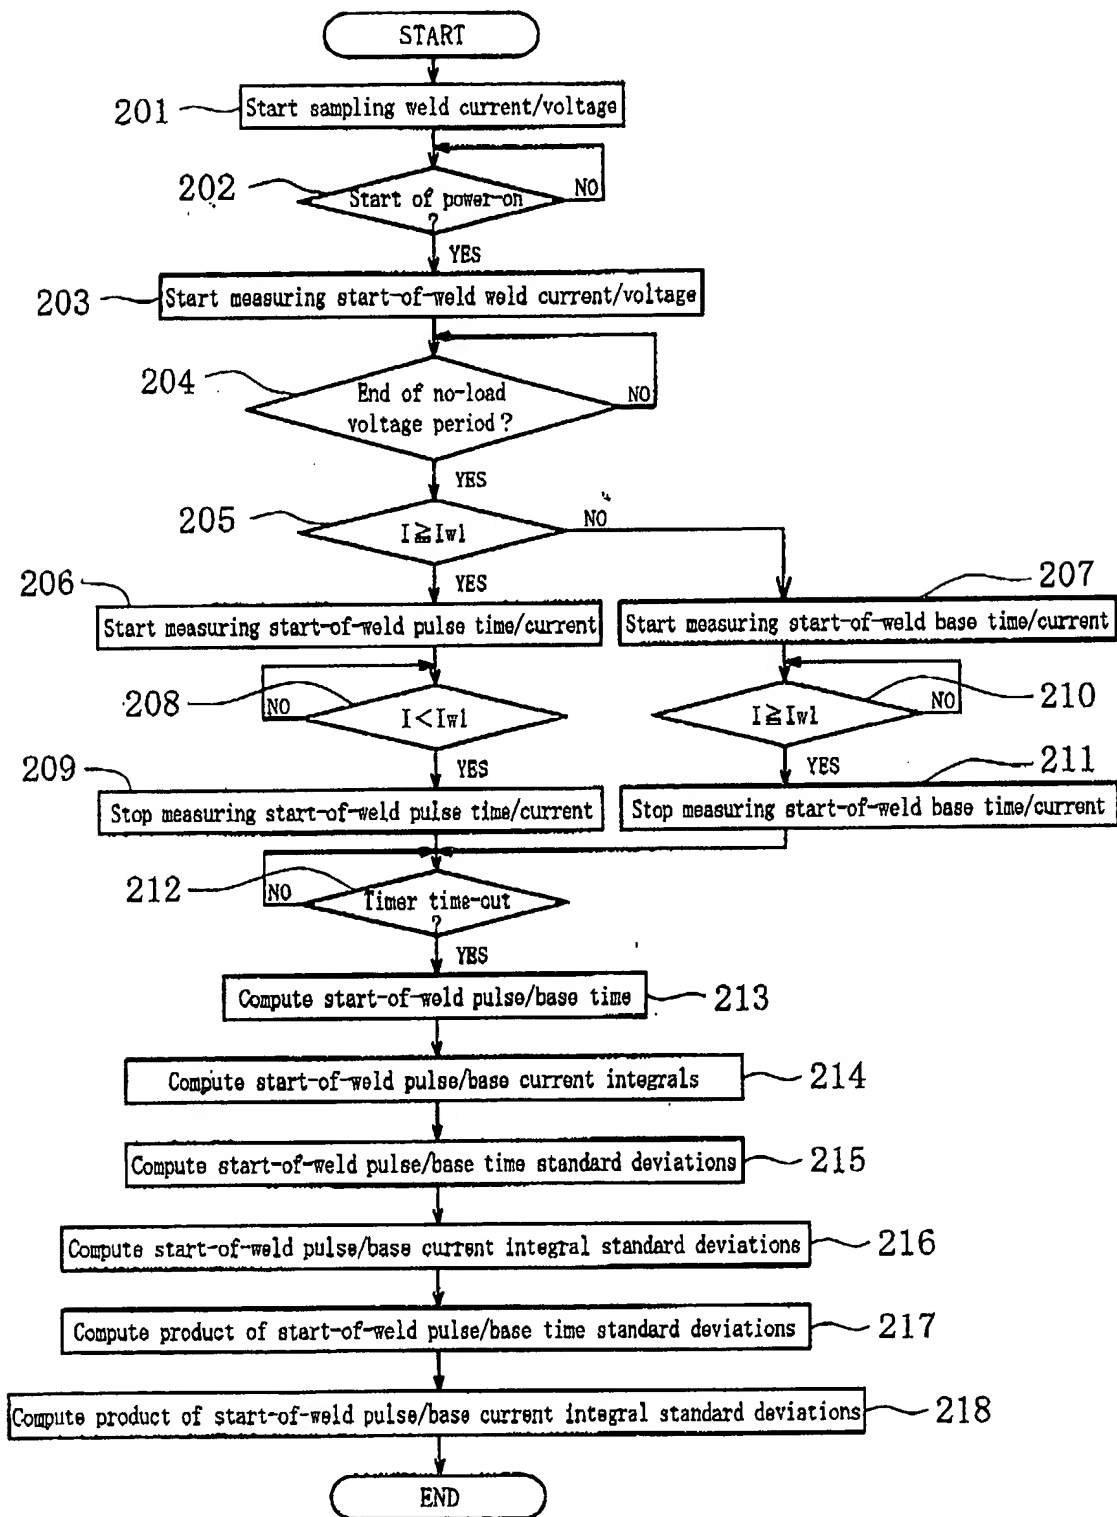 START
201
Start sampling weld current/voltage
202
Start of power-on
?
NO
YES
203
Start measuring start-of-weld weld current/voltage
204
End of no-load
voltage period?
NO
YES
205
I≧Iw1
NO
YES
206
207
Start measuring start-of-weld pulse time/current
Start measuring start-of-weld base time/current
208
NO
I<Iw1
YES
I≧Iw1
NO
210
YES
209
211
Stop measuring start-of-weld pulse time/current
Stop measuring start-of-weld base time/current
212
NO
Timer time-out
?
YES
Compute start-of-weld pulse/base time
213
Compute start-of-weld pulse/base current integrals
214
Compute start-of-weld pulse/base time standard deviations
215
Compute start-of-weld pulse/base current integral standard deviations
216
Compute product of start-of-weld pulse/base time standard deviations
217
Compute product of start-of-weld pulse/base current integral standard deviations
218
END